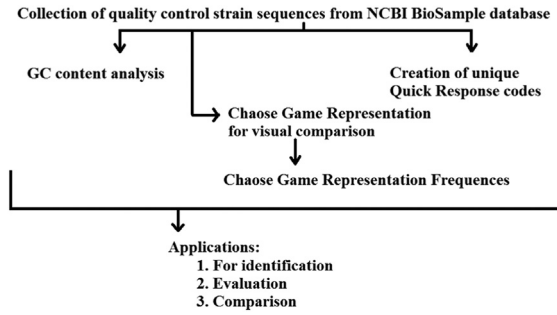 Collection of quality control strain sequences from NCBI BioSample database
GC content analysis
Creation of unique
Quick Response codes
Chaose Game Representation
for visual comparison
Chaose Game Representation Frequences
Applications:
1. For identification
2. Evaluation
3. Comparison